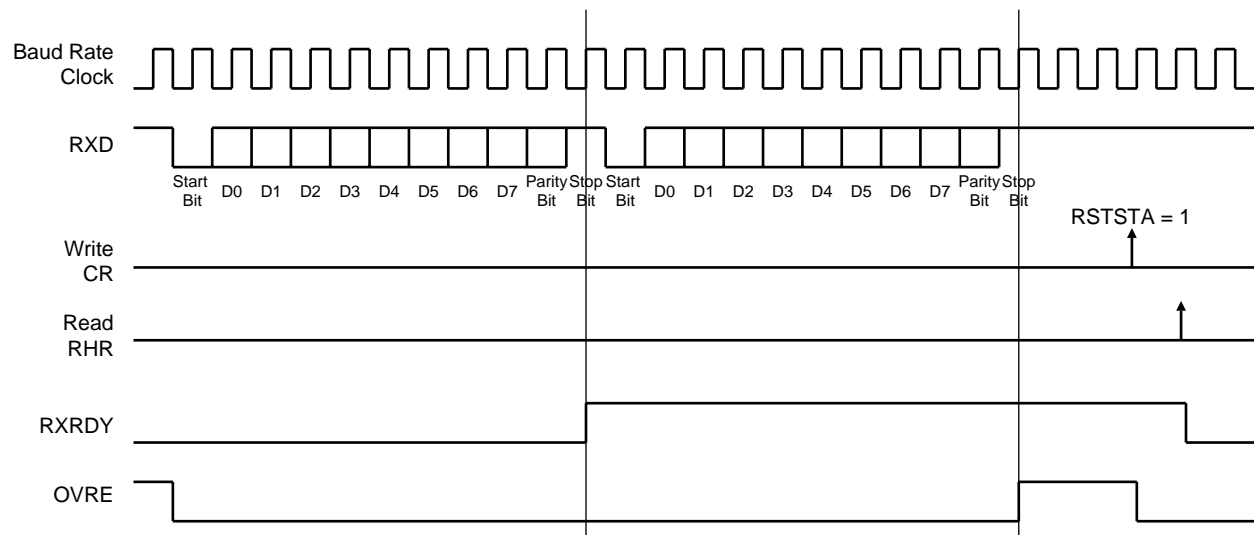 Baud Rate
Clock
RXD
Start
Bit
D0
D1
D2
D3
D4
D5
D6
D7
Parity
Bit
Stop
Bit
Start
Bit
D0
D1
D2
D3
D4
D5
D6
D7
Parity
Bit
Stop
Bit
RSTSTA = 1
Write
CR
Read
RHR
RXRDY
OVRE